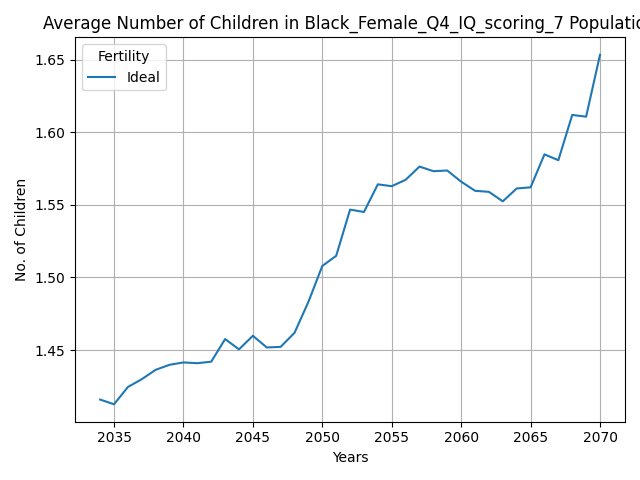 Average Number of Children in Black_Female_Q4_IQ_scoring_7 Populatio
Fertility
Ideal
No. of Children
1.65
1.60
1.55
1.50
1.45
2035 2040 2045 2050 2055 2060 2065 2070
Years